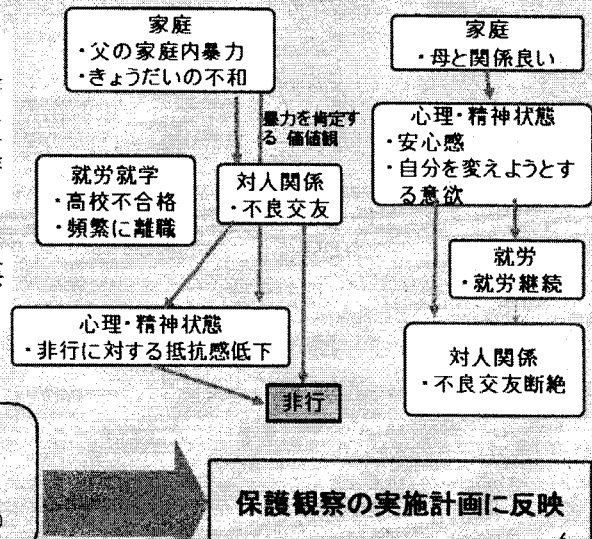 家庭
・父の家庭内暴力
・きょうだいの不和
暴力を肯定す
る 価値観
就労就学
・高校不合格
・頻繁に離職
対人関係
・不良交友
心理・精神状態
・非行に対する抵抗感低下
非行
家庭
・母と関係良い
心理・精神状態
・安心感
・自分を変えようとす
る意欲
就労
・就労継続
対人関係
・不良交友断絶
保護観察の実施計画に反映